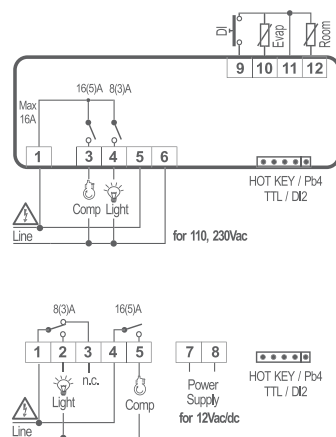 DI
Evap
Room
9 10 11 12
16(5)A 8(3)A
Max
16A
1 3 4 5 6
HOT KEY / Pb4
TTL / DI2
Comp Light
Line
for 110, 230Vac
8(3)A 16(5)A
1 2 3 4 5 7 8
n.c.
HOT KEY / Pb4
TTL / DI2
Light
Comp
Power
Supply
for 12Vac/dc
Line